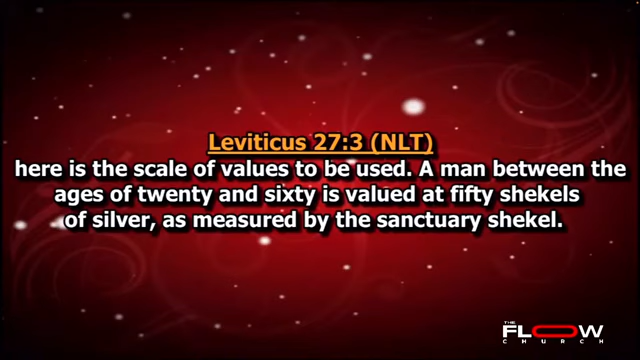 Leviticus 27:3 (NLT)
here is the scale of values to be used. A man between the
ages of twenty and sixty is valued at fifty shekels
of silver, as measured by the sanctuary shekel.
THE
FLOW
CHURCH